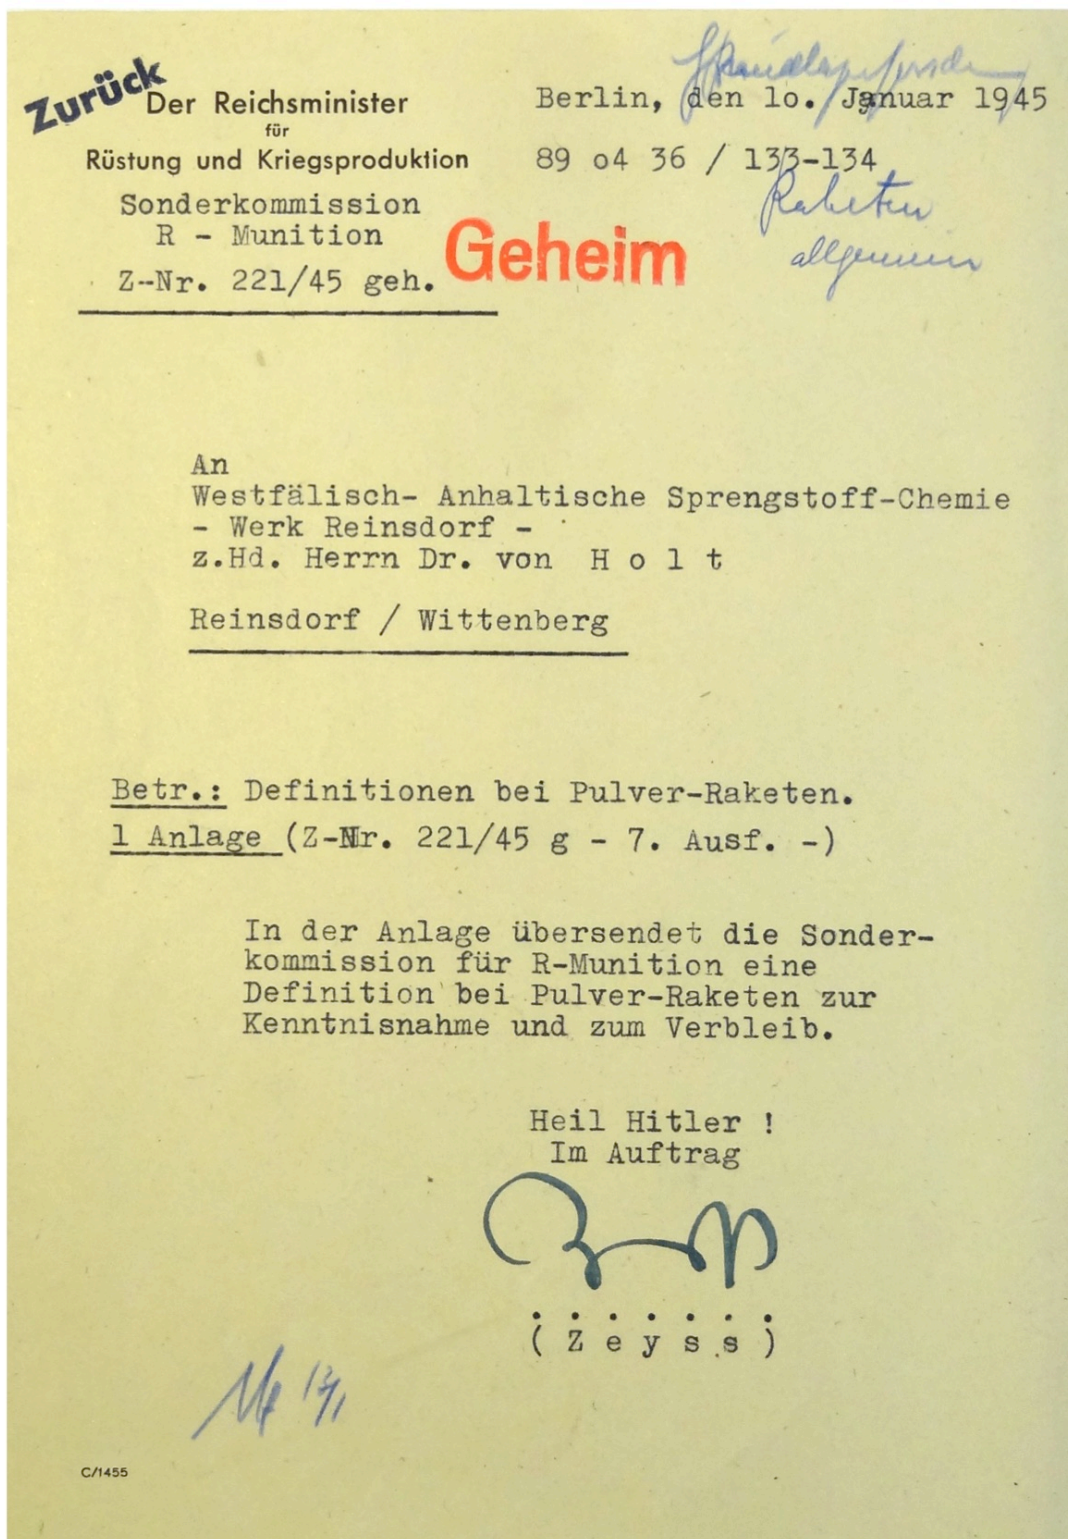 Zurück
Der Reichsminister
für
Rüstung und Kriegsproduktion
Sonderkommission
R - Munition
Z-Nr. 221/45 geh.
Geheim
Berlin, den lo. Januar 1945
89 o4 36 / 133-134
Raketen
allgemein
An
Westfälisch- Anhaltische Sprengstoff-Chemie
- Werk Reinsdorf -
z.Hd. Herrn Dr. von H o l t
Reinsdorf / Wittenberg
Betr.: Definitionen bei Pulver-Raketen.
1 Anlage (Z-Nr. 221/45 g - 7. Ausf. -)
In der Anlage übersendet die Sonder-
kommission für R-Munition eine
Definition bei Pulver-Raketen zur
Kenntnisnahme und zum Verbleib.
Heil Hitler !
Im Auftrag
. . . . . . .
( Z e y s s )
C/1455